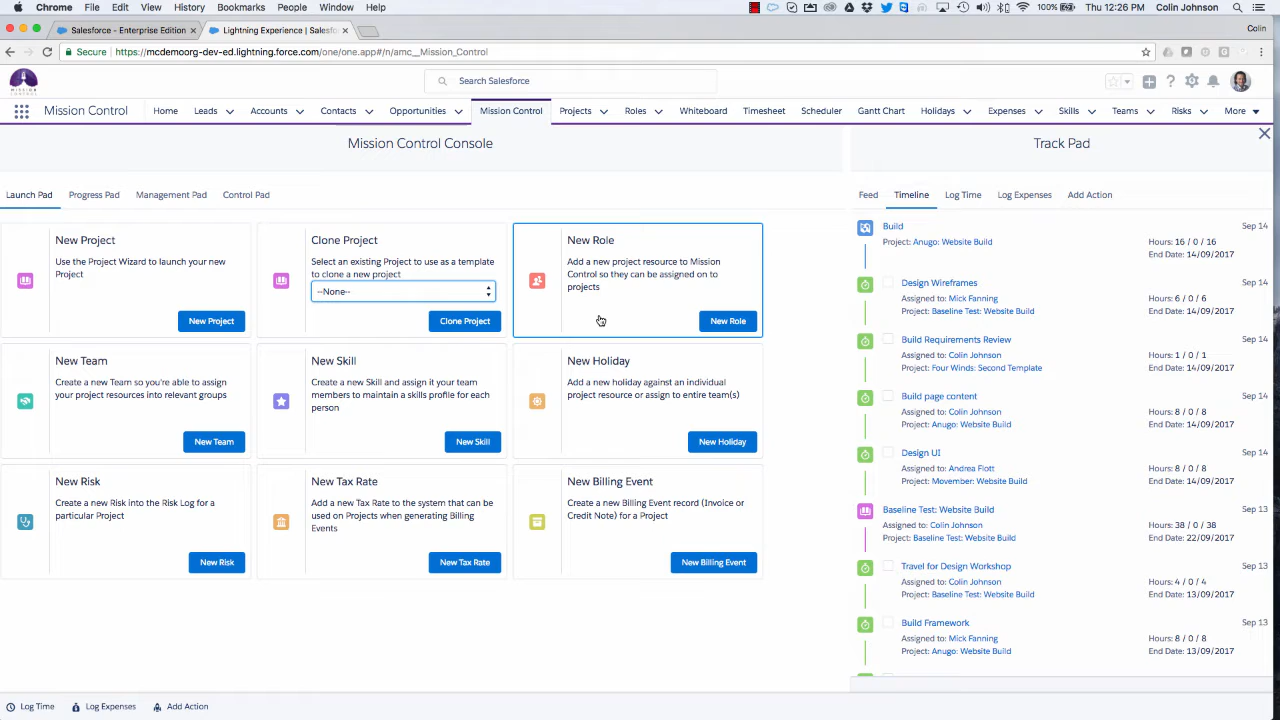 Chrome File Edit View History Bookmarks People Window Help 100% Thu 12:26 PM Colin Johnson
Salesforce - Enterprise Edition × Lightning Experience | Salesfo × Colin
Secure https://mcdemoorg-dev-ed.lightning.force.com/one/one.app#/n/amc__Mission_Control
MISSION CONTROL
Search Salesforce
Mission Control Home Leads Accounts Contacts Opportunities Mission Control Projects Roles Whiteboard Timesheet Scheduler Gantt Chart Holidays Expenses Skills Teams Risks More
Mission Control Console
Launch Pad Progress Pad Management Pad Control Pad
New Project
Use the Project Wizard to launch your new
Project
New Project
Clone Project
Select an existing Project to use as a template
to clone a new project
--None--
Clone Project
New Role
Add a new project resource to Mission
Control so they can be assigned on to
projects
New Role
New Team
Create a new Team so you're able to assign
your project resources into relevant groups
New Team
New Skill
Create a new Skill and assign it your team
members to maintain a skills profile for each
person
New Skill
New Holiday
Add a new holiday against an individual
project resource or assign to entire team(s)
New Holiday
New Risk
Create a new Risk into the Risk Log for a
particular Project
New Risk
New Tax Rate
Add a new Tax Rate to the system that can be
used on Projects when generating Billing
Events
New Tax Rate
New Billing Event
Create a new Billing Event record (Invoice or
Credit Note) for a Project
New Billing Event
Track Pad
Feed Timeline Log Time Log Expenses Add Action
Build Sep 14
Project: Anugo: Website Build Hours: 16 / 0 / 16
End Date: 14/09/2017
Design Wireframes Sep 14
Assigned to: Mick Fanning Hours: 6 / 0 / 6
Project: Baseline Test: Website Build End Date: 14/09/2017
Build Requirements Review Sep 14
Assigned to: Colin Johnson Hours: 1 / 0 / 1
Project: Four Winds: Second Template End Date: 14/09/2017
Build page content Sep 14
Assigned to: Colin Johnson Hours: 8 / 0 / 8
Project: Anugo: Website Build End Date: 14/09/2017
Design UI Sep 14
Assigned to: Andrea Flott Hours: 8 / 0 / 8
Project: Movember: Website Build End Date: 14/09/2017
Baseline Test: Website Build Sep 13
Assigned to: Colin Johnson Hours: 38 / 0 / 38
Project: Baseline Test: Website Build End Date: 22/09/2017
Travel for Design Workshop Sep 13
Assigned to: Colin Johnson Hours: 4 / 0 / 4
Project: Baseline Test: Website Build End Date: 13/09/2017
Build Framework Sep 13
Assigned to: Mick Fanning Hours: 8 / 0 / 8
Project: Anugo: Website Build End Date: 13/09/2017
Log Time Log Expenses Add Action